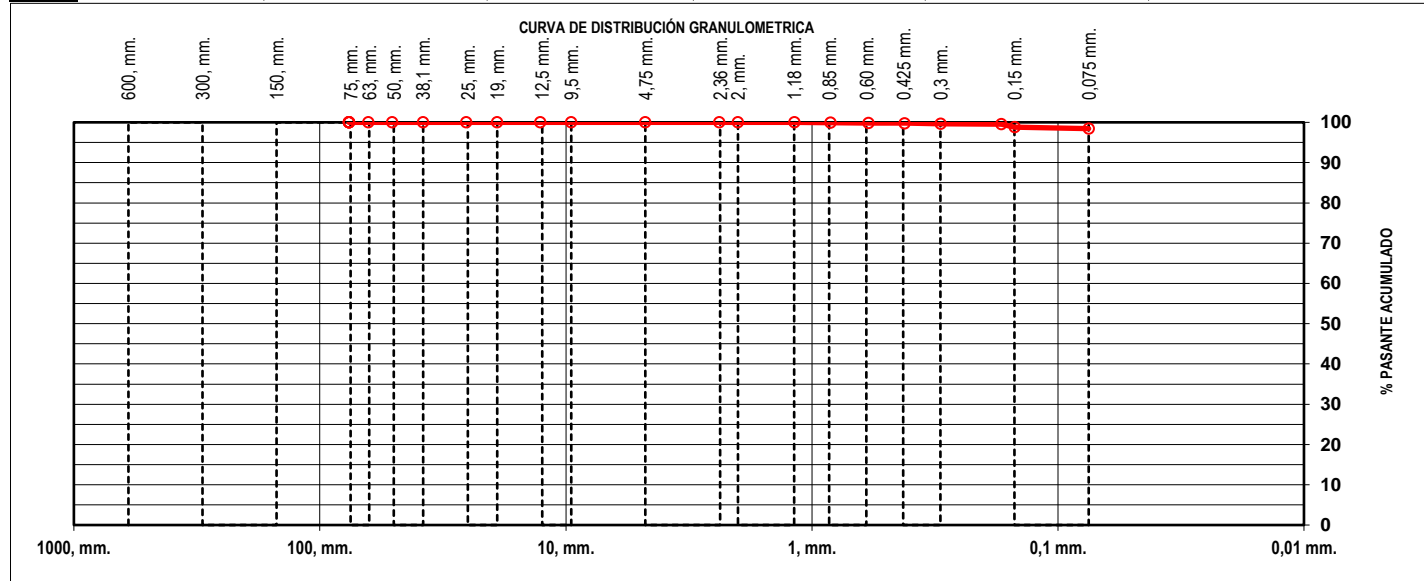 CURVA DE DISTRIBUCIÓN GRANULOMETRICA
600, mm.
300, mm.
150, mm.
75, mm.
63, mm.
50, mm.
38,1 mm.
25, mm.
19, mm.
12,5 mm.
9,5 mm.
4,75 mm.
2,36 mm.
2, mm.
1,18 mm.
0,85 mm.
0,60 mm.
0,425 mm.
0,3 mm.
0,15 mm.
0,075 mm.
100
90
80
70
60
50
40
30
20
10
0
% PASANTE ACUMULADO
1000, mm.
100, mm.
10, mm.
1, mm.
0,1 mm.
0,01 mm.